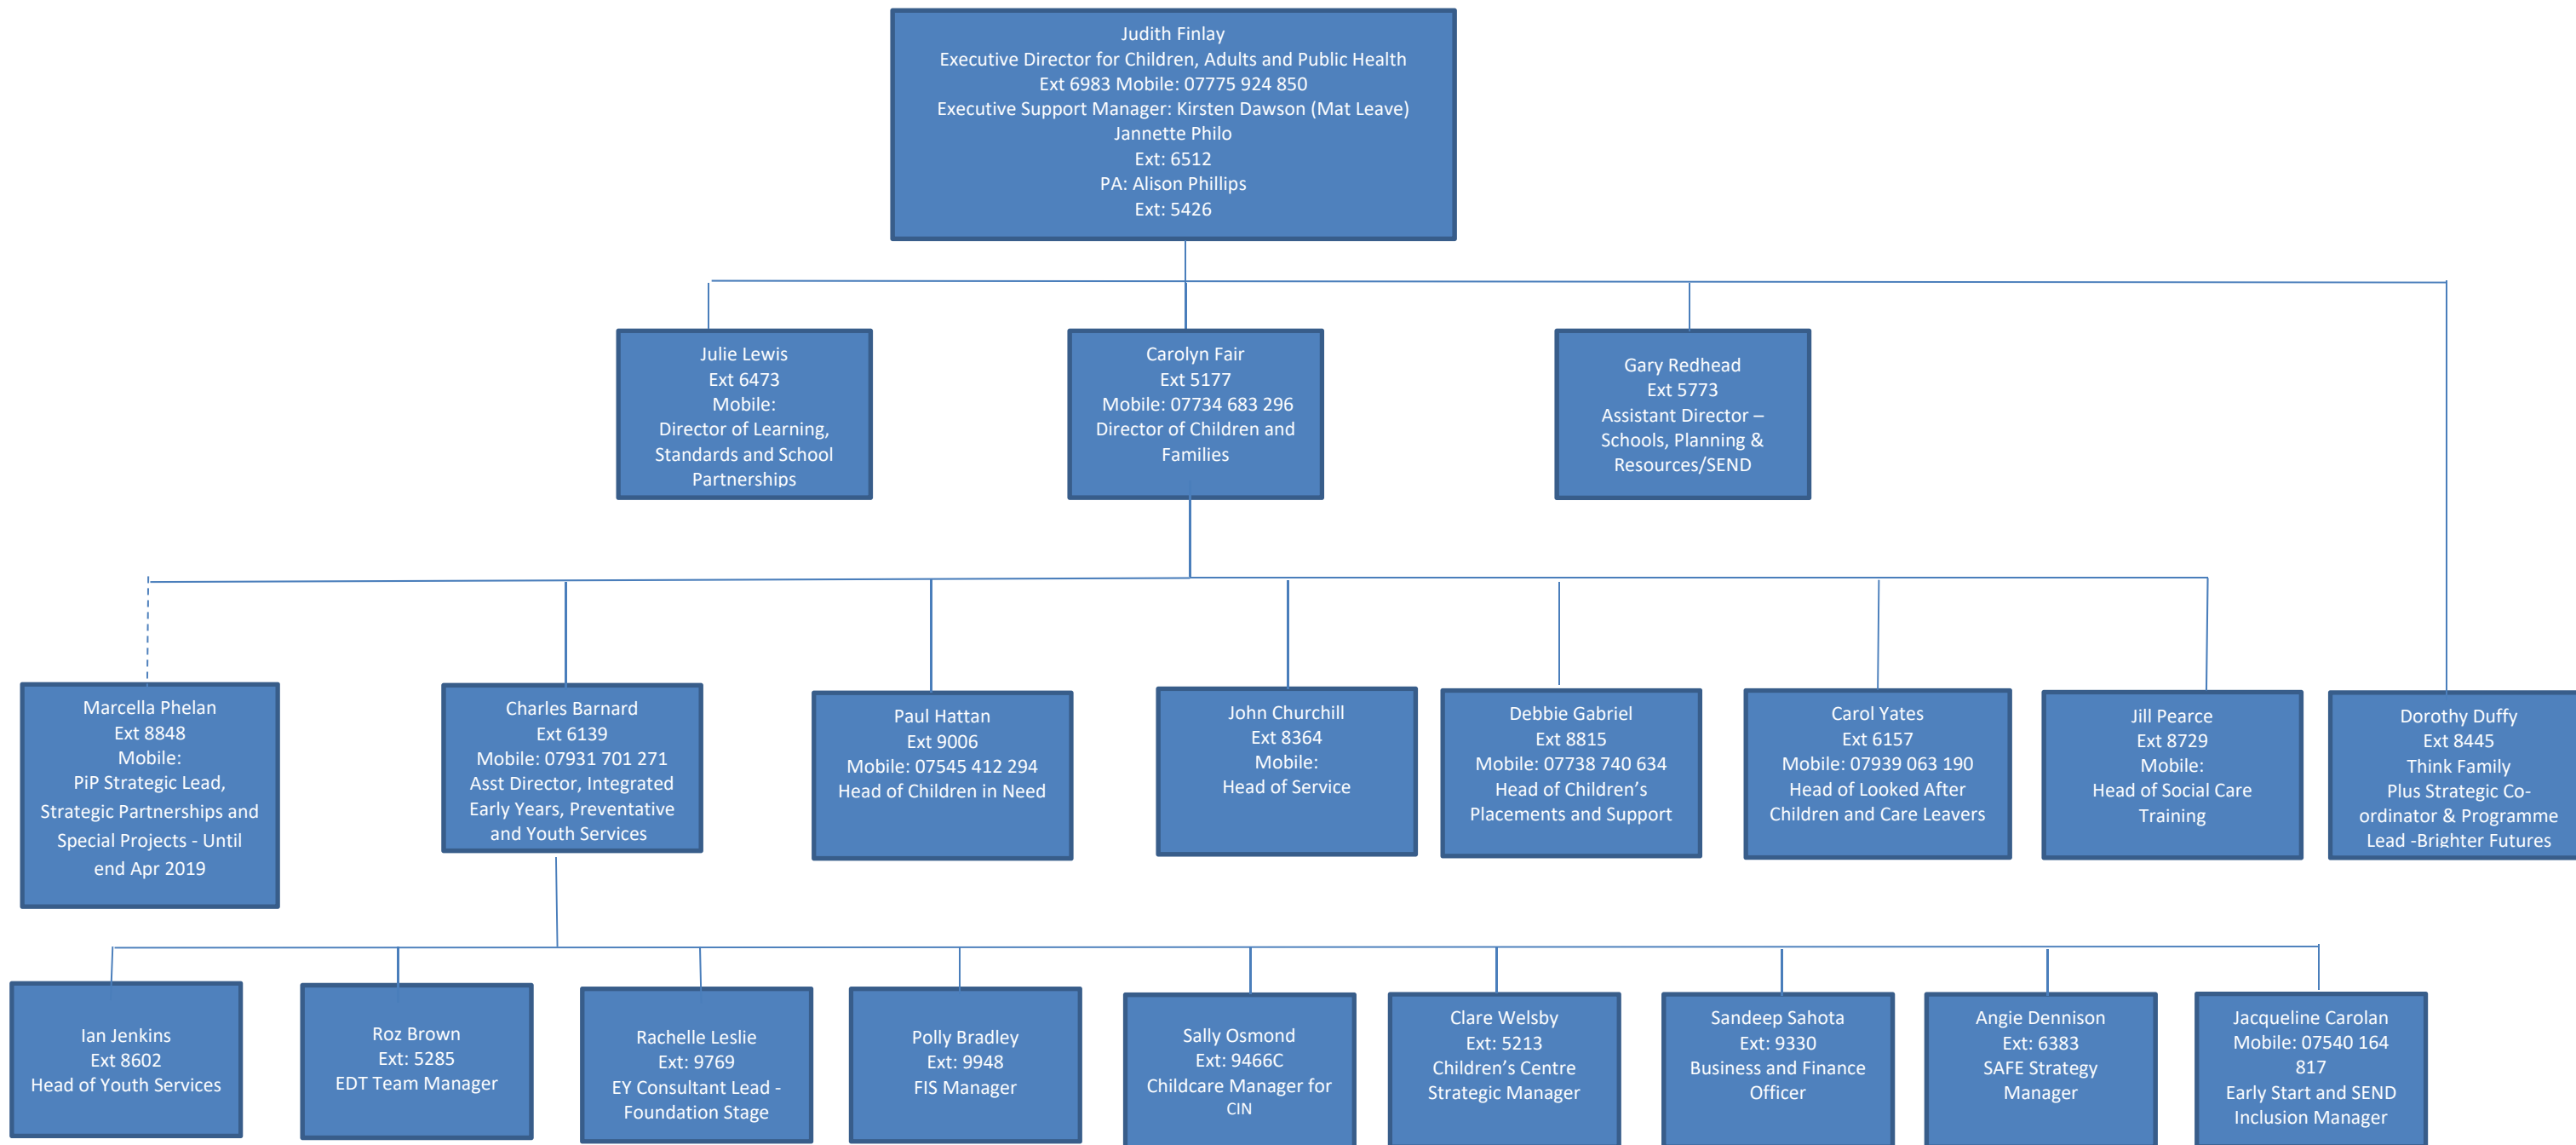 Judith Finlay
Executive Director for Children, Adults and Public Health
Ext 6983 Mobile: 07775 924 850
Executive Support Manager: Kirsten Dawson (Mat Leave)
Jannette Philo
Ext: 6512
PA: Alison Phillips
Ext: 5426
Julie Lewis
Ext 6473
Mobile:
Director of Learning,
Standards and School
Partnerships
Carolyn Fair
Ext 5177
Mobile: 07734 683 296
Director of Children and
Families
Gary Redhead
Ext 5773
Assistant Director –
Schools, Planning &
Resources/SEND
Marcella Phelan
Ext 8848
Mobile:
PiP Strategic Lead,
Strategic Partnerships and
Special Projects - Until
end Apr 2019
Charles Barnard
Ext 6139
Mobile: 07931 701 271
Asst Director, Integrated
Early Years, Preventative
and Youth Services
Paul Hattan
Ext 9006
Mobile: 07545 412 294
Head of Children in Need
John Churchill
Ext 8364
Mobile:
Head of Service
Debbie Gabriel
Ext 8815
Mobile: 07738 740 634
Head of Children’s
Placements and Support
Carol Yates
Ext 6157
Mobile: 07939 063 190
Head of Looked After
Children and Care Leavers
Jill Pearce
Ext 8729
Mobile:
Head of Social Care
Training
Dorothy Duffy
Ext 8445
Think Family
Plus Strategic Co-
ordinator & Programme
Lead -Brighter Futures
Ian Jenkins
Ext 8602
Head of Youth Services
Roz Brown
Ext: 5285
EDT Team Manager
Rachelle Leslie
Ext: 9769
EY Consultant Lead -
Foundation Stage
Polly Bradley
Ext: 9948
FIS Manager
Sally Osmond
Ext: 9466C
Childcare Manager for
CIN
Clare Welsby
Ext: 5213
Children’s Centre
Strategic Manager
Sandeep Sahota
Ext: 9330
Business and Finance
Officer
Angie Dennison
Ext: 6383
SAFE Strategy
Manager
Jacqueline Carolan
Mobile: 07540 164
817
Early Start and SEND
Inclusion Manager